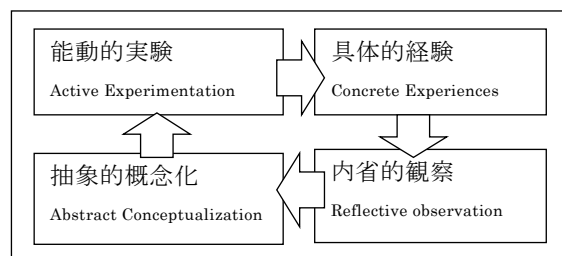 能動的実験
Active Experimentation
具体的経験
Concrete Experiences
抽象的概念化
Abstract Conceptualization
内省的観察
Reflective observation